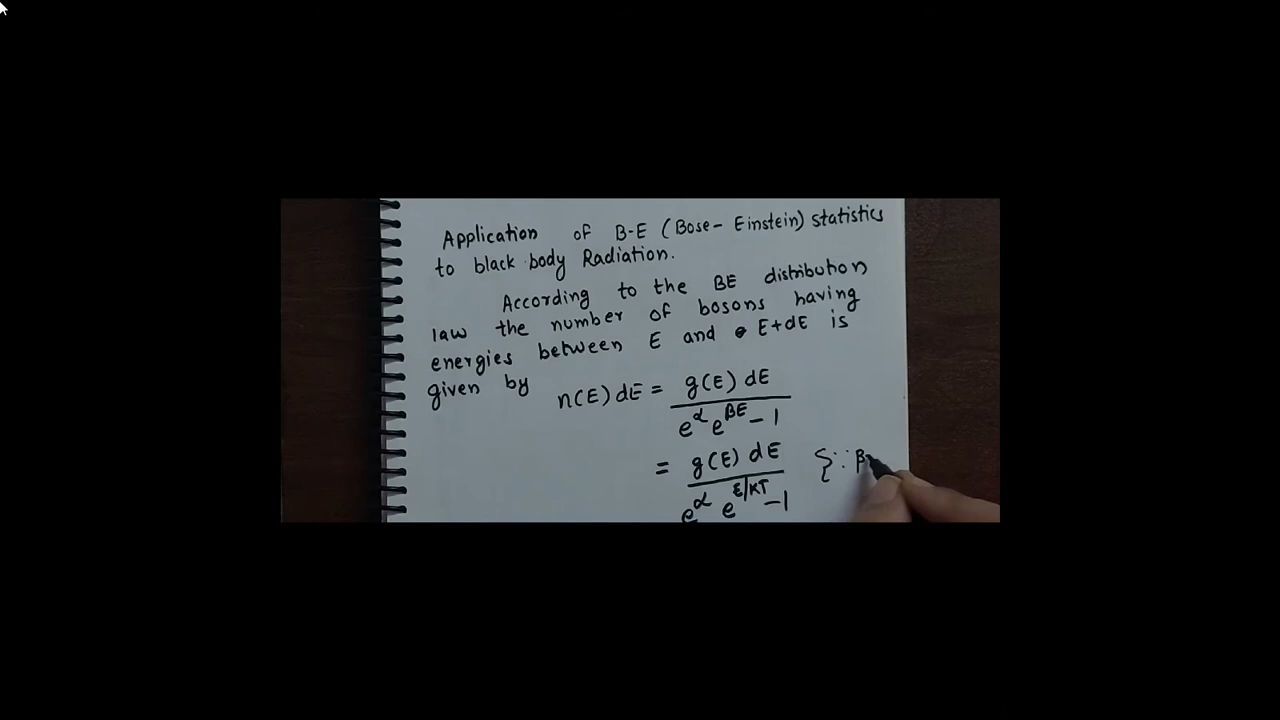 Application of B-E (Bose-Einstein) statistics
to black body Radiation.
According to the BE distribution
law the number of bosons having
energies between E and E+dE is
given by
n(E) dE = g(E) dE / e^α e^βE - 1
= g(E) dE / e^α e^E/KT - 1 {∵ β